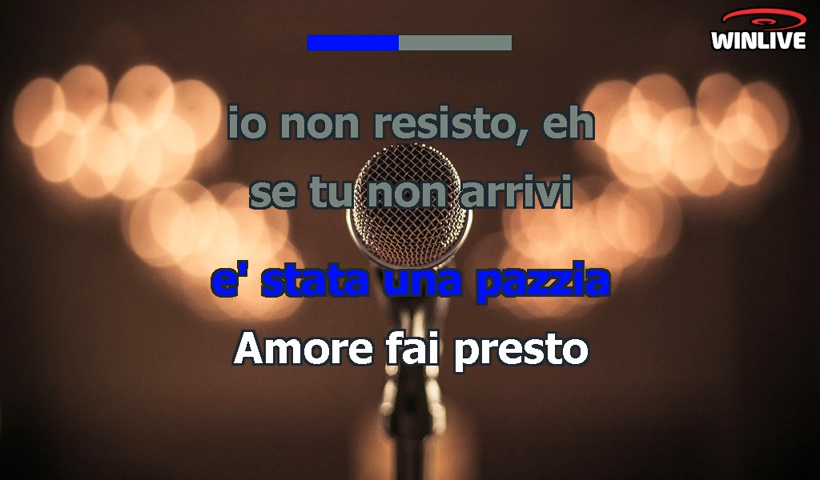 WINLIVE
io non resisto, eh
se tu non arrivi
e' stata una pazzia
Amore fai presto